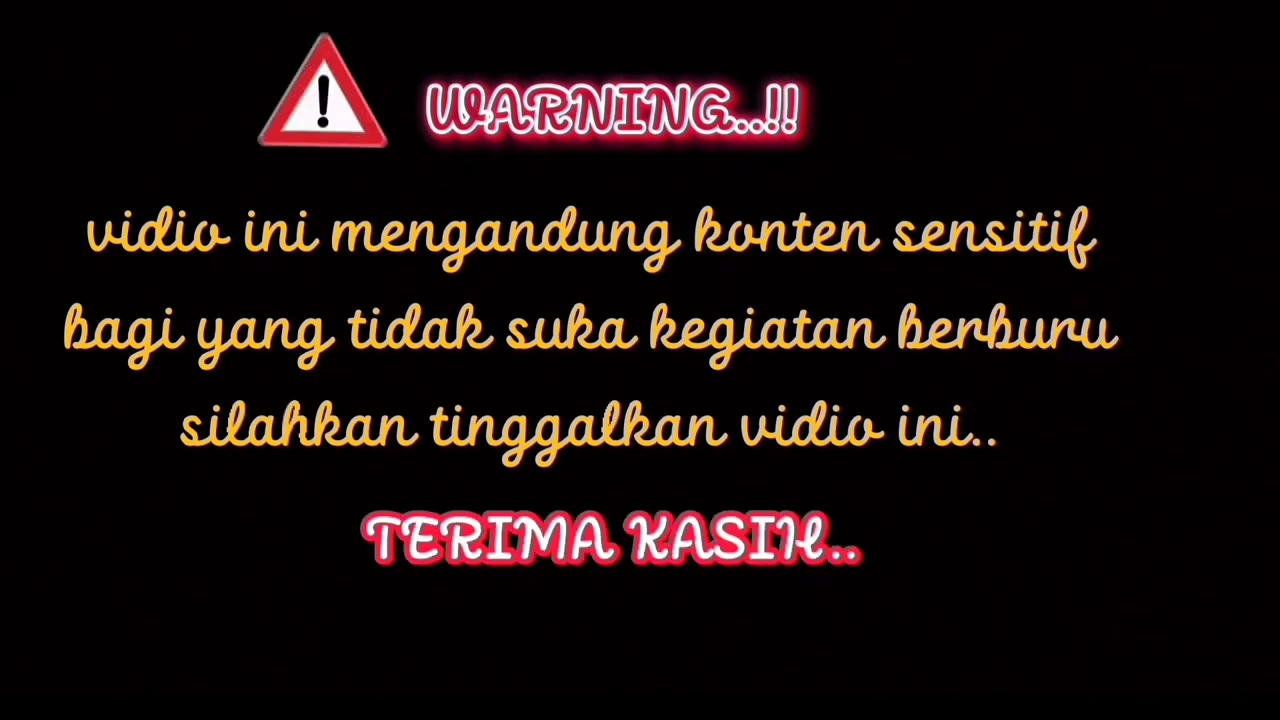 WARNING..!!
vidio ini mengandung konten sensitif
bagi yang tidak suka kegiatan berburu
silahkan tinggalkan vidio ini..
TERIMA KASIH..